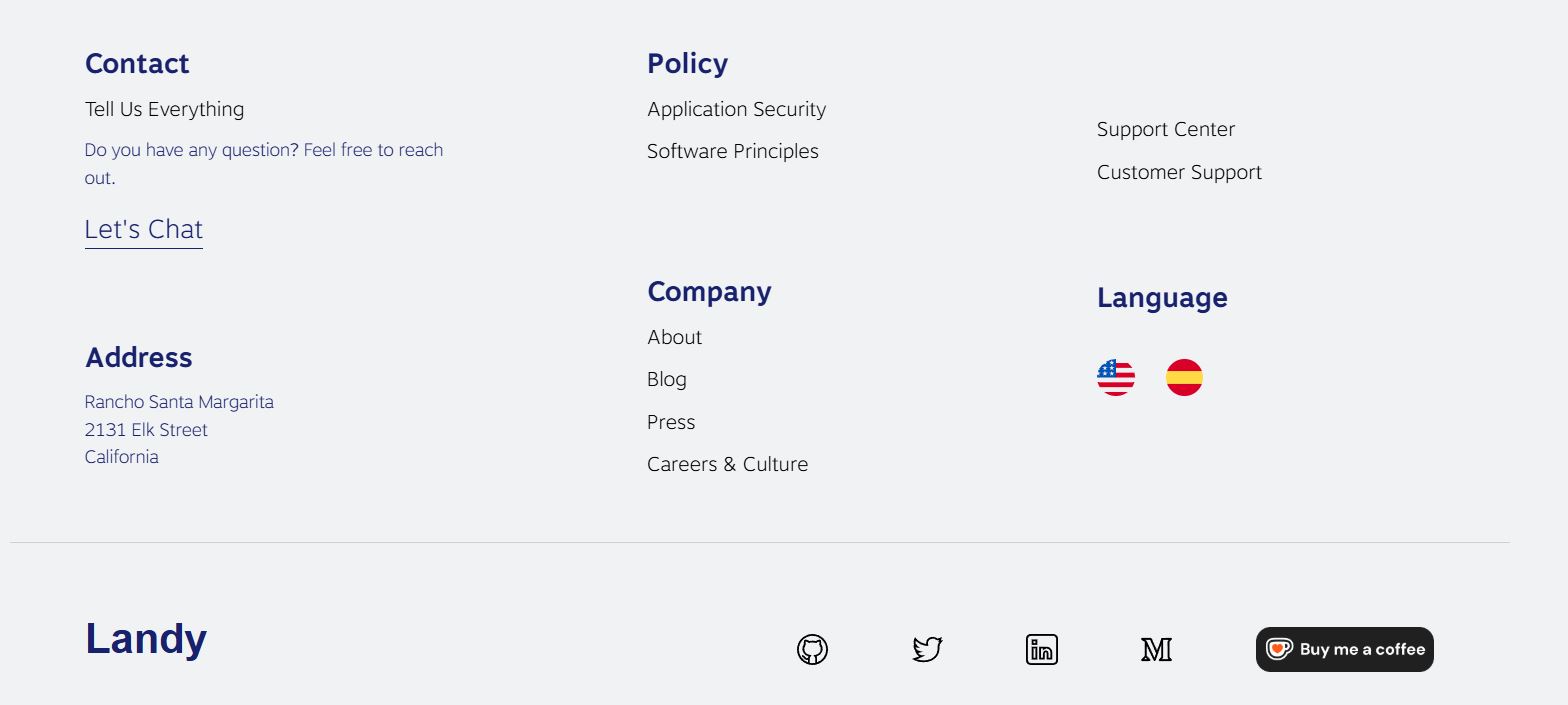 Contact
Tell Us Everything
Do you have any question? Feel free to reach
out.
Let's Chat
Policy
Application Security
Software Principles
Support Center
Customer Support
Address
Rancho Santa Margarita
2131 Elk Street
California
Company
About
Blog
Press
Careers & Culture
Language
Landy
Buy me a coffee